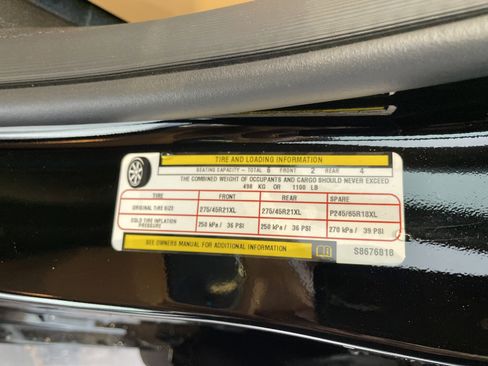 TIRE AND LOADING INFORMATION
SEATING CAPACITY - TOTAL 6 FRONT 2 REAR 4
THE COMBINED WEIGHT OF OCCUPANTS AND CARGO SHOULD NEVER EXCEED
498 KG OR 1100 LB
TIRE FRONT REAR SPARE
ORIGINAL TIRE SIZE 275/45R21XL 275/45R21XL P245/65R18XL
COLD TIRE INFLATION PRESSURE 250 kPa / 36 PSI 250 kPa / 36 PSI 270 kPa / 39 PSI
SEE OWNERS MANUAL FOR ADDITIONAL INFORMATION S8676818